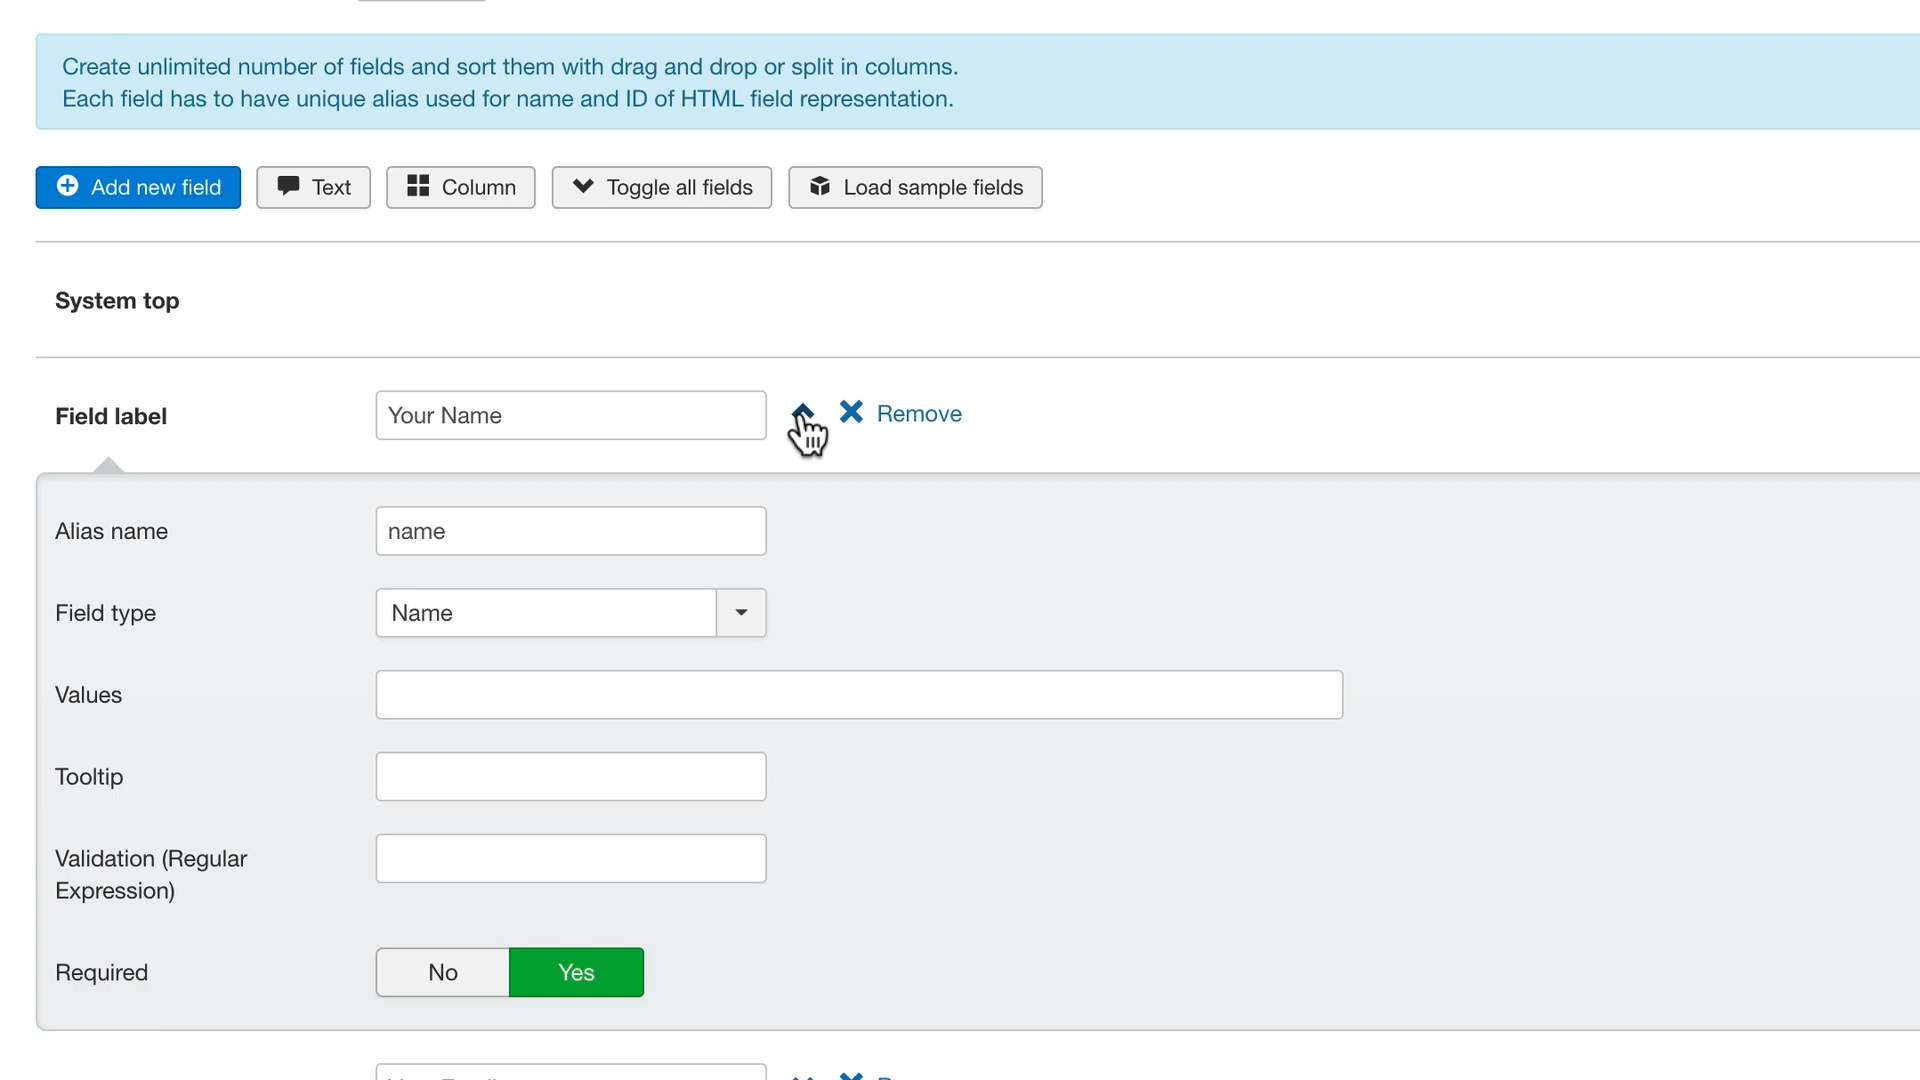 Create unlimited number of fields and sort them with drag and drop or split in columns.
Each field has to have unique alias used for name and ID of HTML field representation.
Add new field Text Column Toggle all fields Load sample fields
System top
Field label Your Name Remove
Alias name name
Field type Name
Values
Tooltip
Validation (Regular
Expression)
Required No Yes